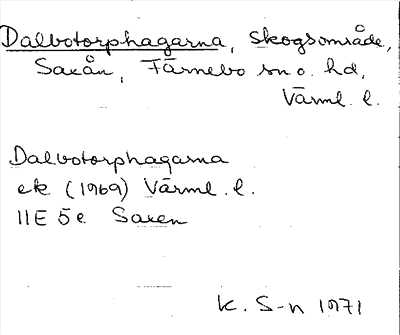 Dalbotorphagarna, skogsområde,
Saxån, Färnebo sn o. hd,
Värml. l.
Dalbotorphagarna
ek (1969) Värml. l.
11E 5e Saxen
K. S-n 1971